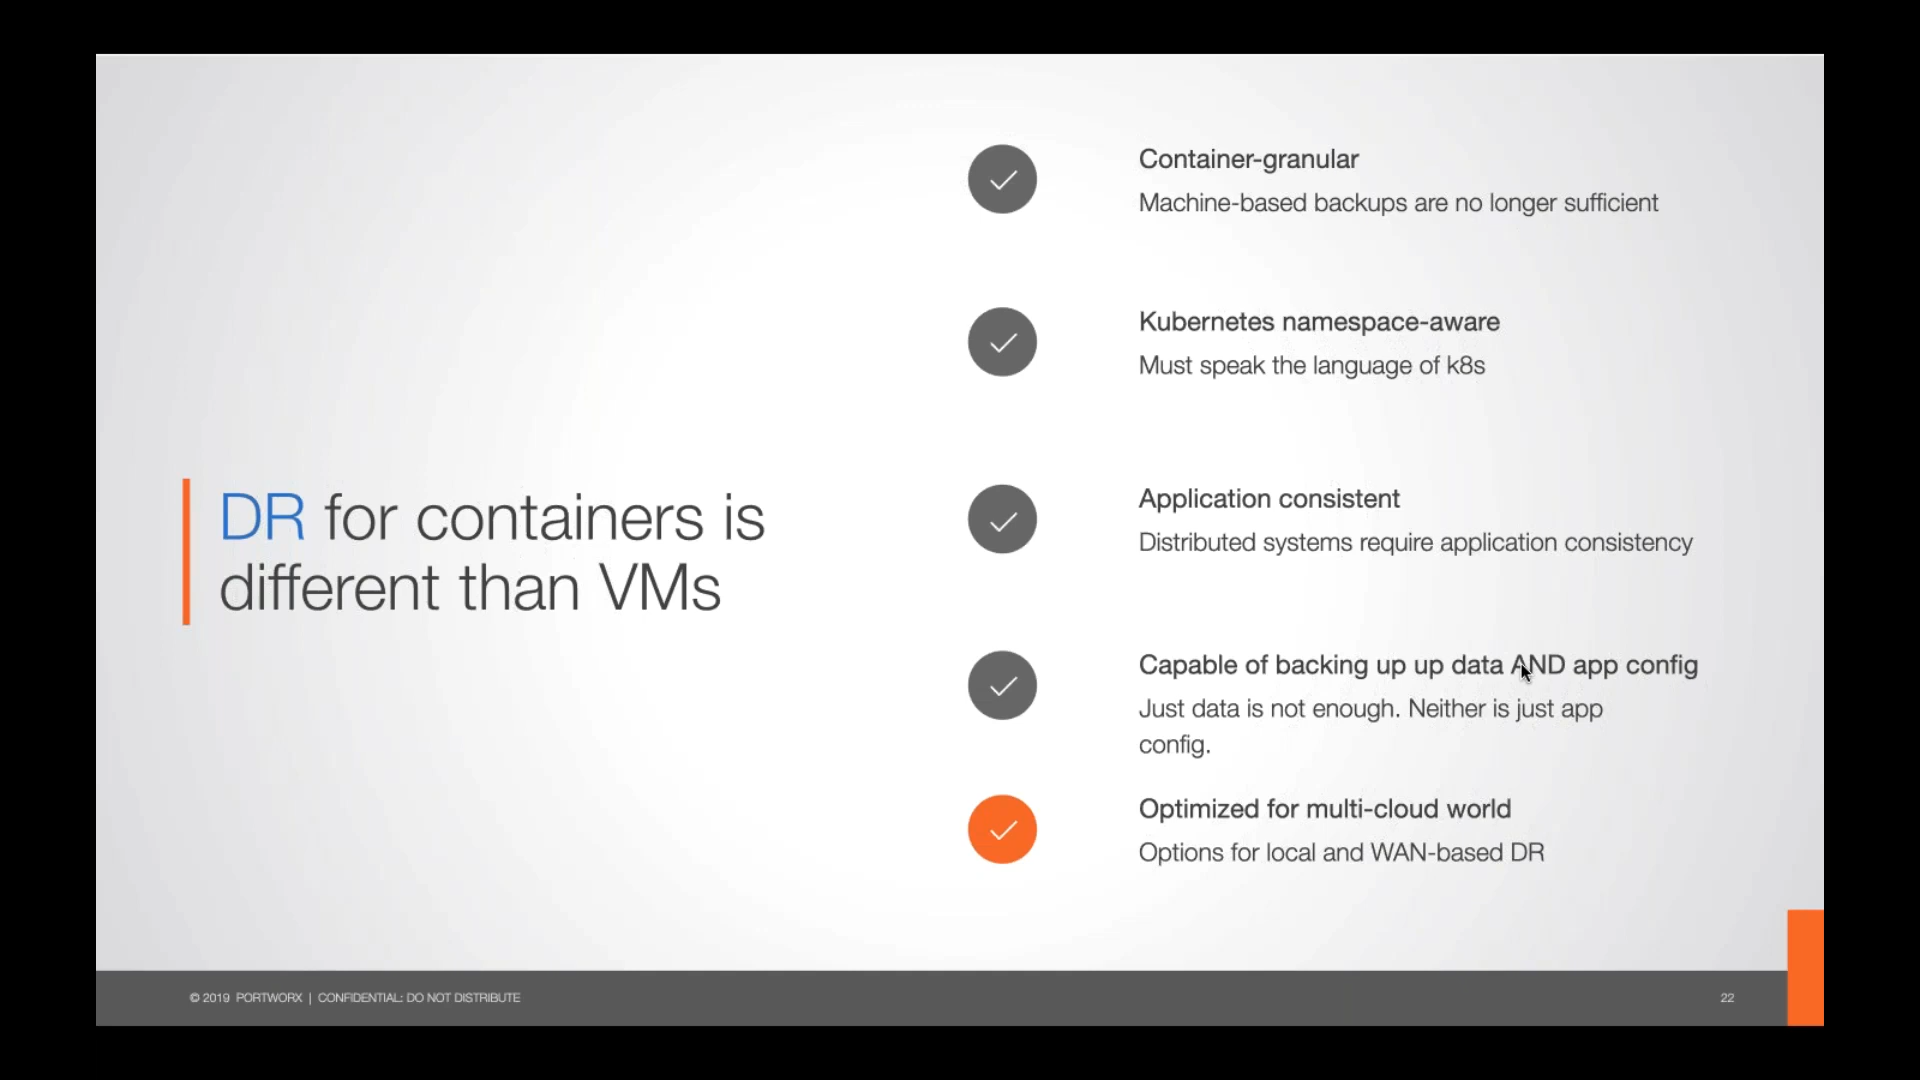 DR for containers is
different than VMs
Container-granular
Machine-based backups are no longer sufficient
Kubernetes namespace-aware
Must speak the language of k8s
Application consistent
Distributed systems require application consistency
Capable of backing up up data AND app config
Just data is not enough. Neither is just app
config.
Optimized for multi-cloud world
Options for local and WAN-based DR
© 2019 PORTWORX | CONFIDENTIAL: DO NOT DISTRIBUTE
22